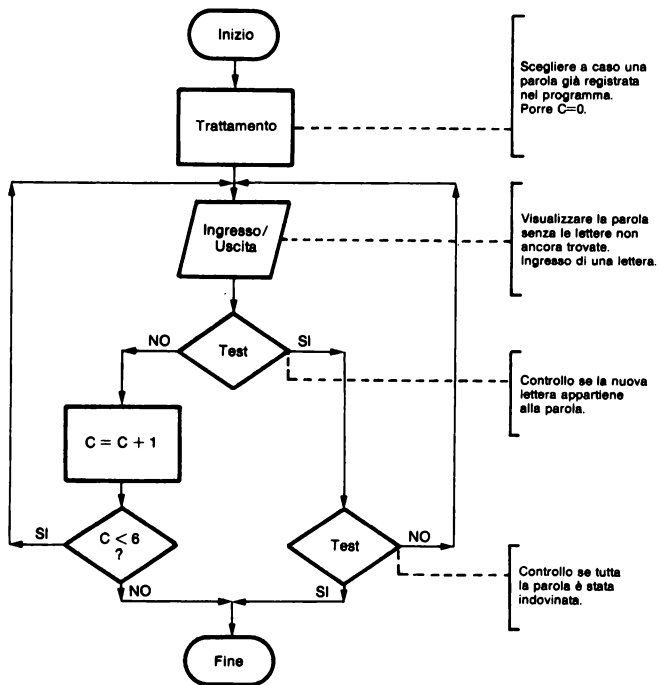 Inizio
Scegliere a caso una
parola già registrata
nel programma.
Porre C=0.
Trattamento
Ingresso/
Uscita
Visualizzare la parola
senza le lettere non
ancora trovate.
Ingresso di una lettera.
NO
Test
SI
Controllo se la nuova
lettera appartiene
alla parola.
C = C + 1
SI
C < 6
?
NO
Test
NO
SI
Controllo se tutta
la parola è stata
indovinata.
Fine